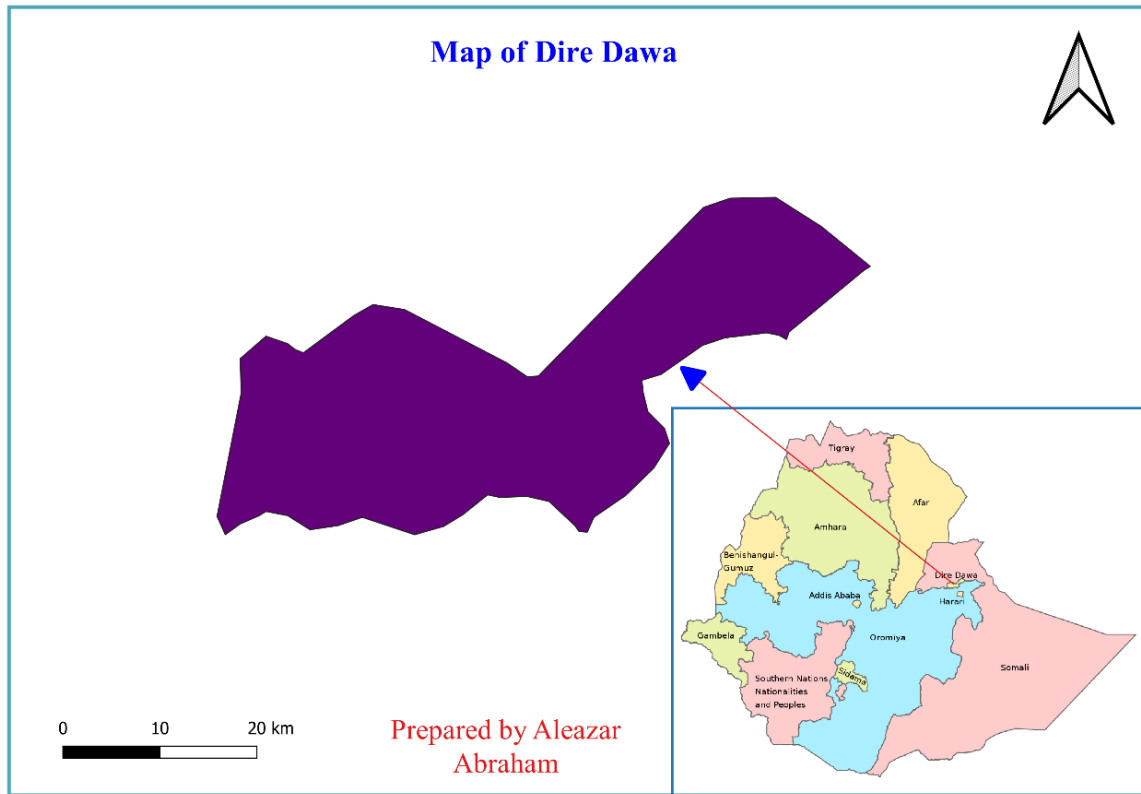 Map of Dire Dawa
Tigray
Afar
Amhara
Benishangul-
Gumuz
Dire Dawa
Addis Ababa
Harari
Gambela
Oromiya
Somali
Sidama
Southern Nations
Nationalities
and Peoples
0 10 20 km
Prepared by Aleazar
Abraham